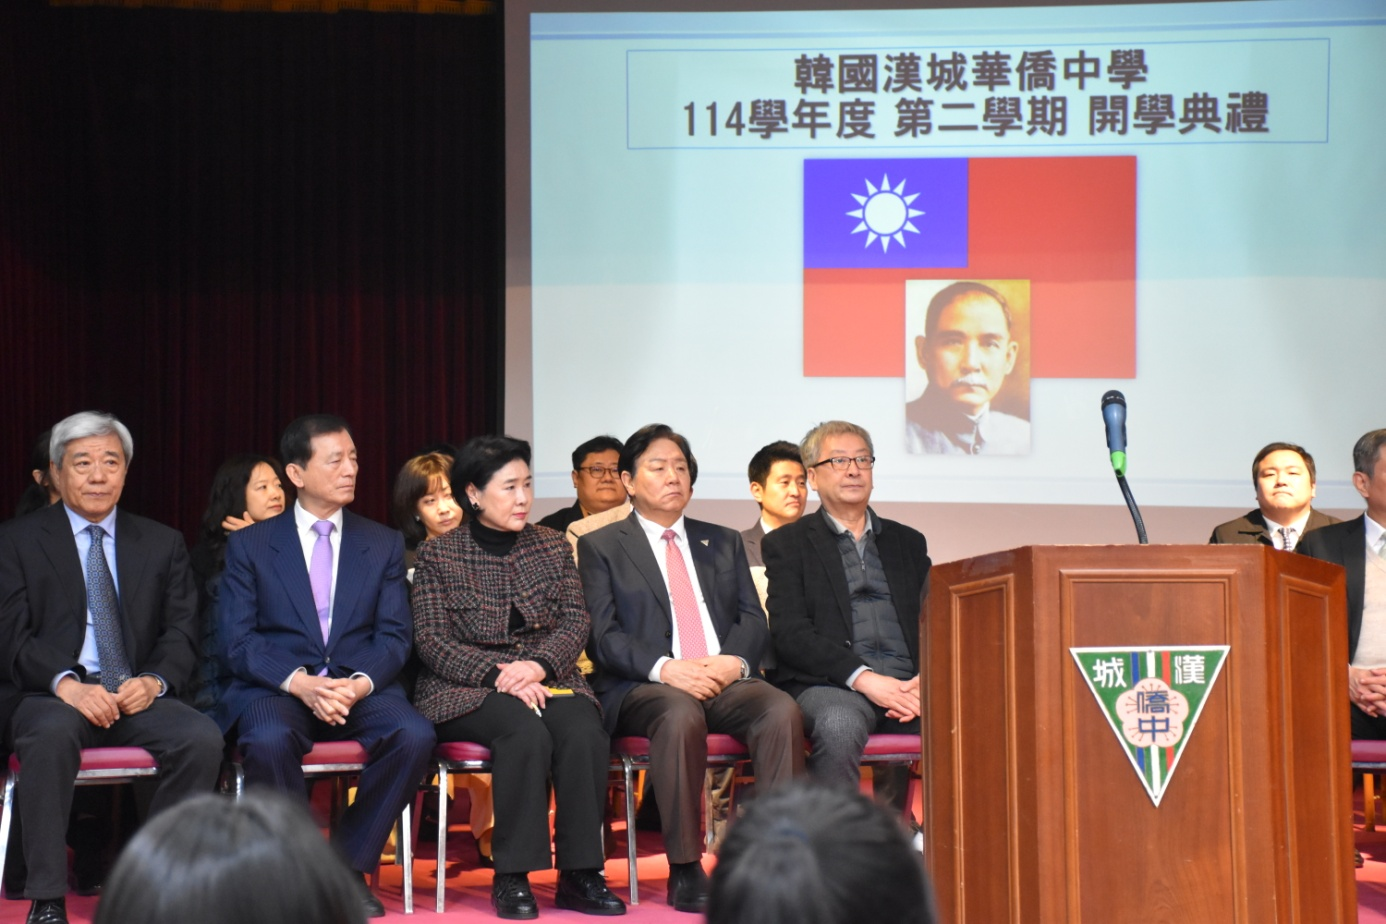 韓國漢城華僑中學
114學年度 第二學期 開學典禮
城 漢
僑
中